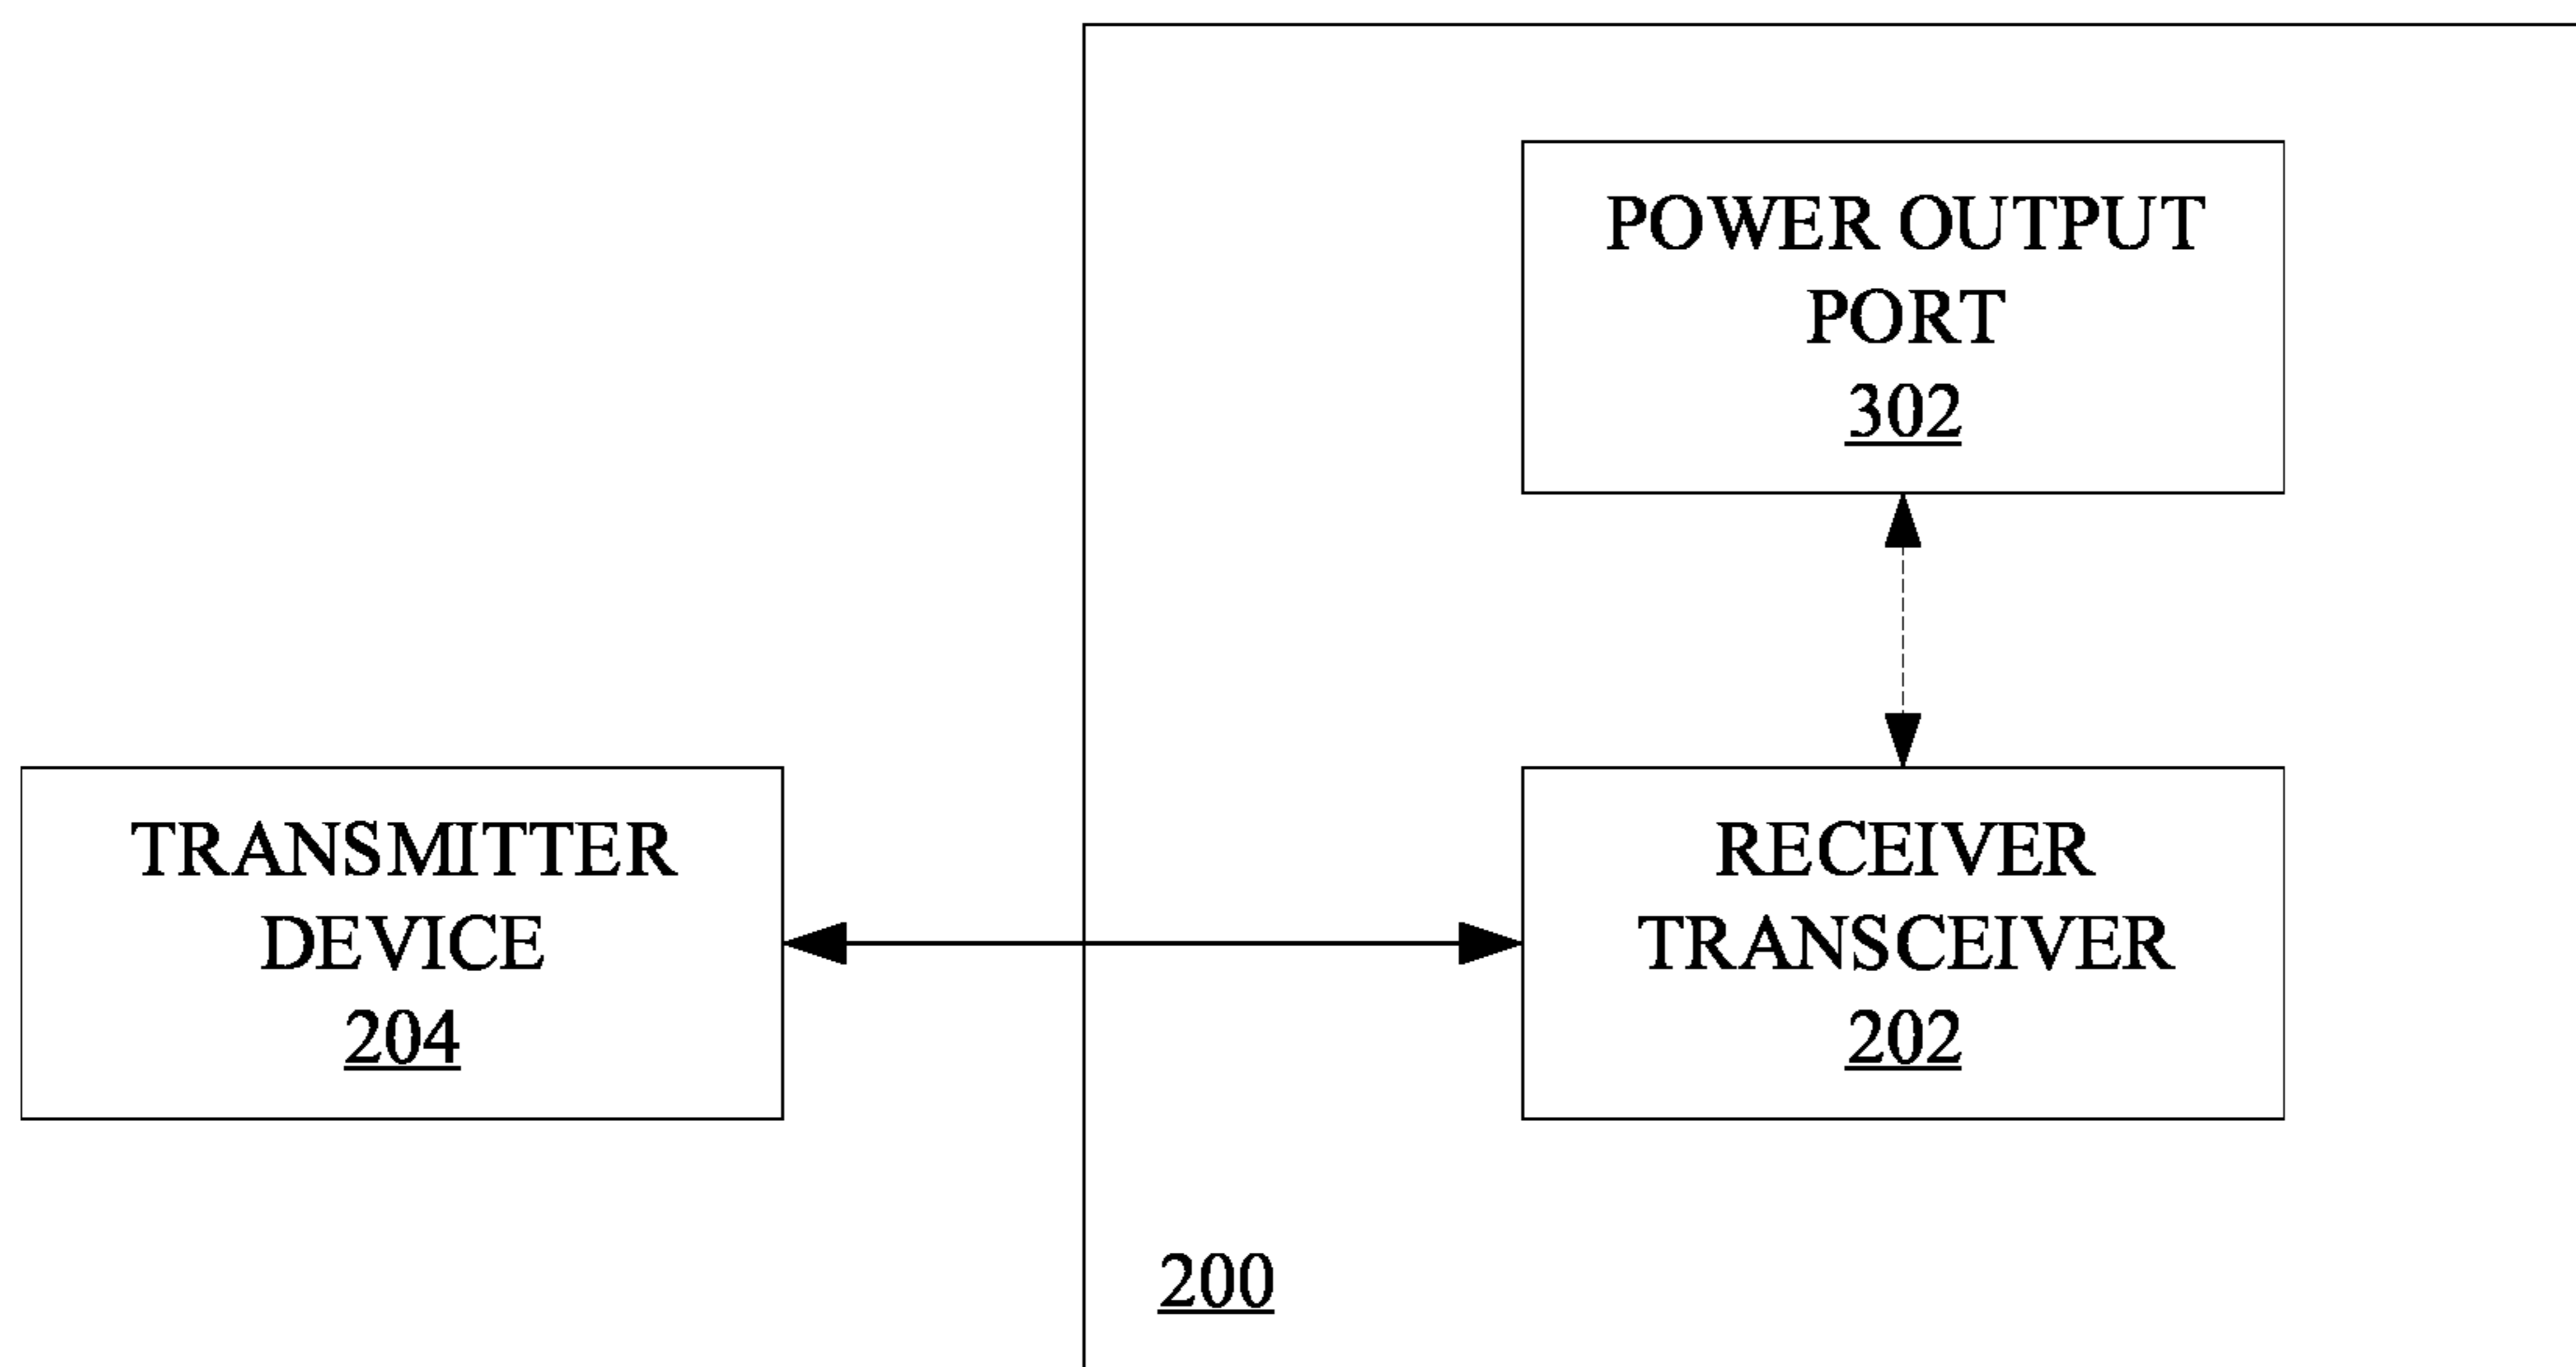 POWER OUTPUT
PORT
302
TRANSMITTER
DEVICE
204
RECEIVER
TRANSCEIVER
202
200